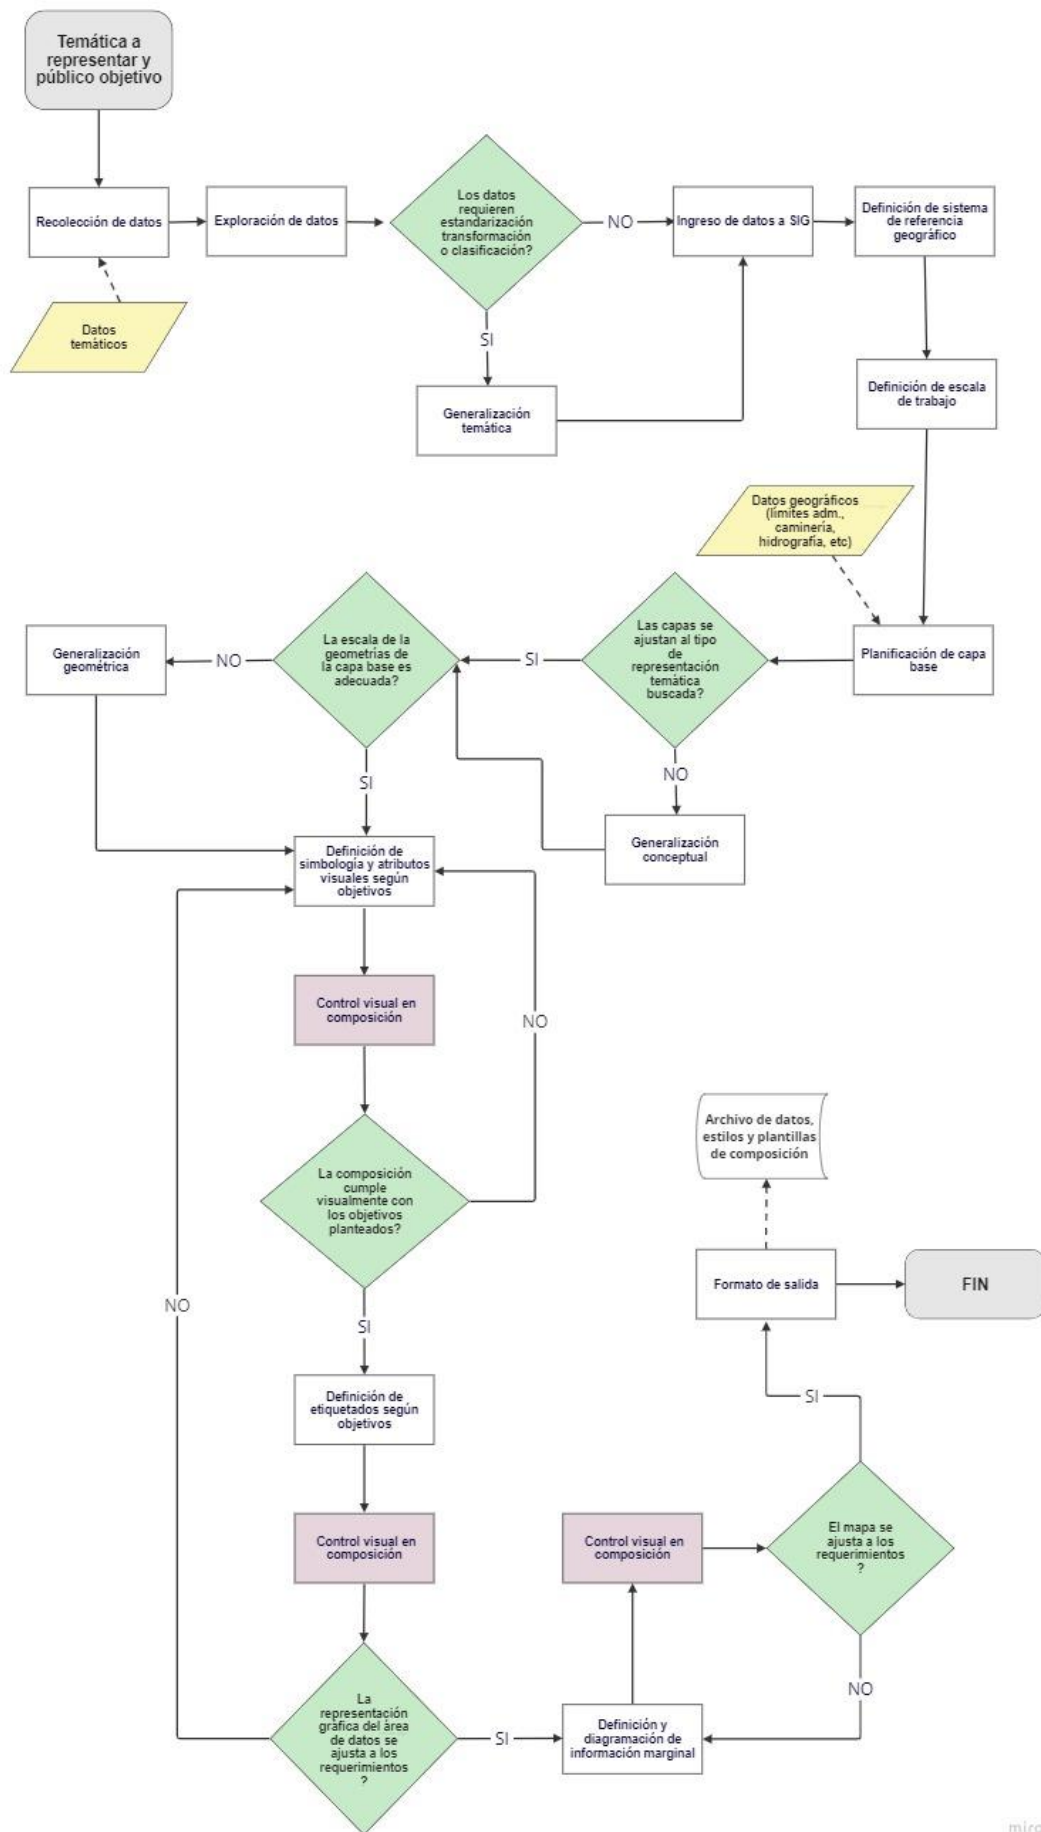 Temática a
representar y
público objetivo
Recolección de datos
Exploración de datos
Los datos
requieren
estandarización
transformación
o clasificación?
NO
Ingreso de datos a SIG
Definición de sistema
de referencia
geográfico
Datos
temáticos
SI
Generalización
temática
Definición de escala
de trabajo
Datos geográficos
(límites adm.,
caminería,
hidrografía, etc)
Generalización
geométrica
NO
La escala de la
geometrías de
la capa base es
adecuada?
SI
Las capas se
ajustan al tipo de
representación
temática
buscada?
Planificación de capa
base
SI
NO
Generalización
conceptual
Definición de
simbología y atributos
visuales según
objetivos
Control visual en
composición
NO
La composición
cumple
visualmente con
los objetivos
planteados?
Archivo de datos,
estilos y plantillas
de composición
Formato de salida
FIN
NO
SI
Definición de
etiquetados según
objetivos
SI
Control visual en
composición
Control visual en
composición
El mapa se
ajusta a los
requerimientos
?
La
representación
gráfica del área
de datos se
ajusta a los
requerimientos
?
SI
Definición y
diagramación de
información marginal
NO
miro